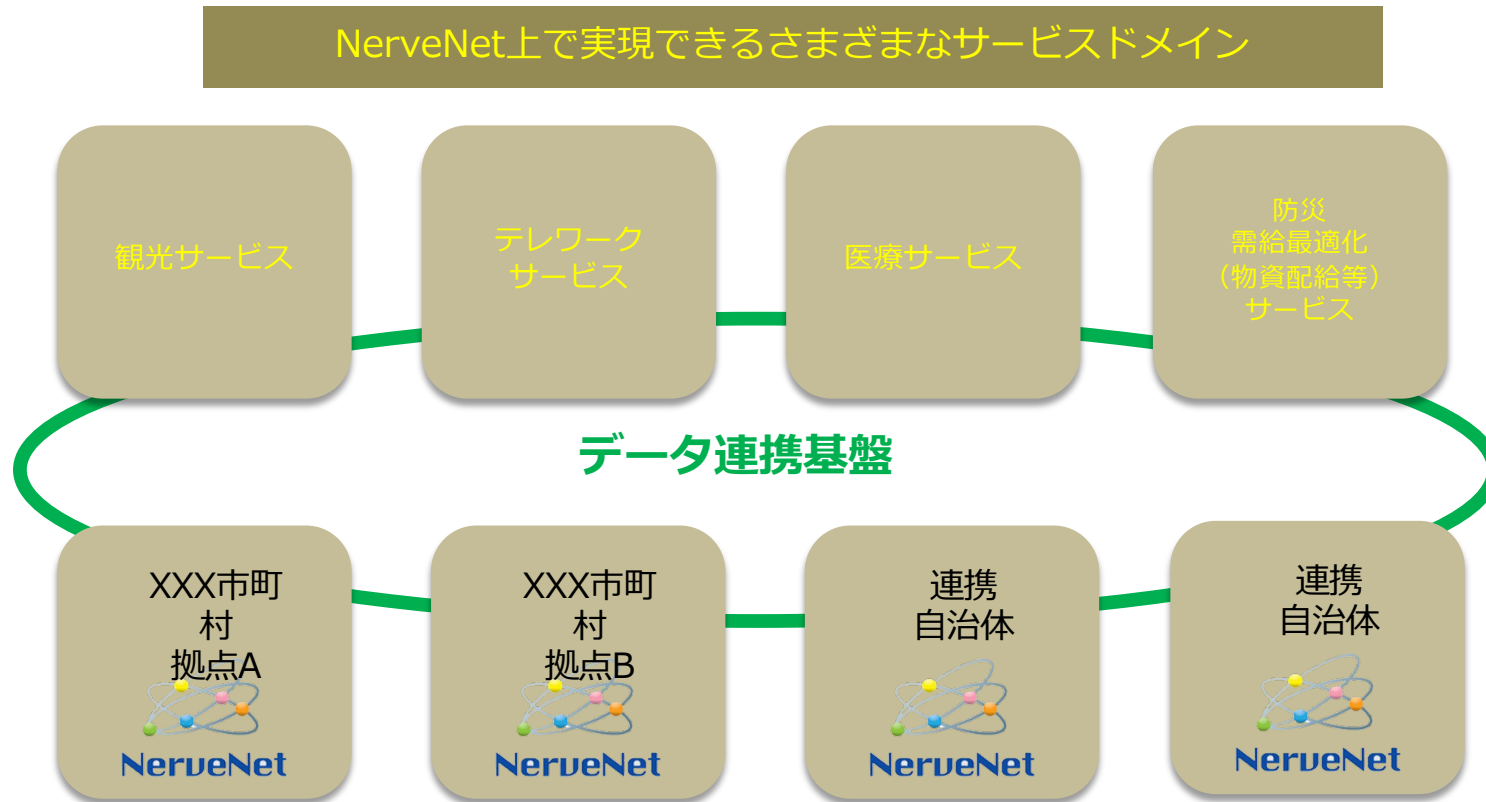 NerveNet上で実現できるさまざまなサービスドメイン
観光サービス
テレワーク
サービス
医療サービス
防災
需給最適化
（物資配給等）
サービス
データ連携基盤
XXX市町
村
拠点A
NerveNet
XXX市町
村
拠点B
NerveNet
連携
自治体
NerveNet
連携
自治体
NerveNet